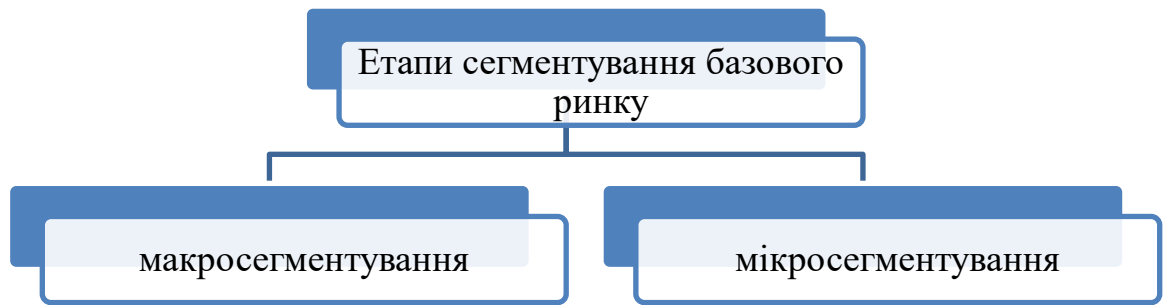 Етапи сегментування базового
ринку
макросегментування
мікросегментування